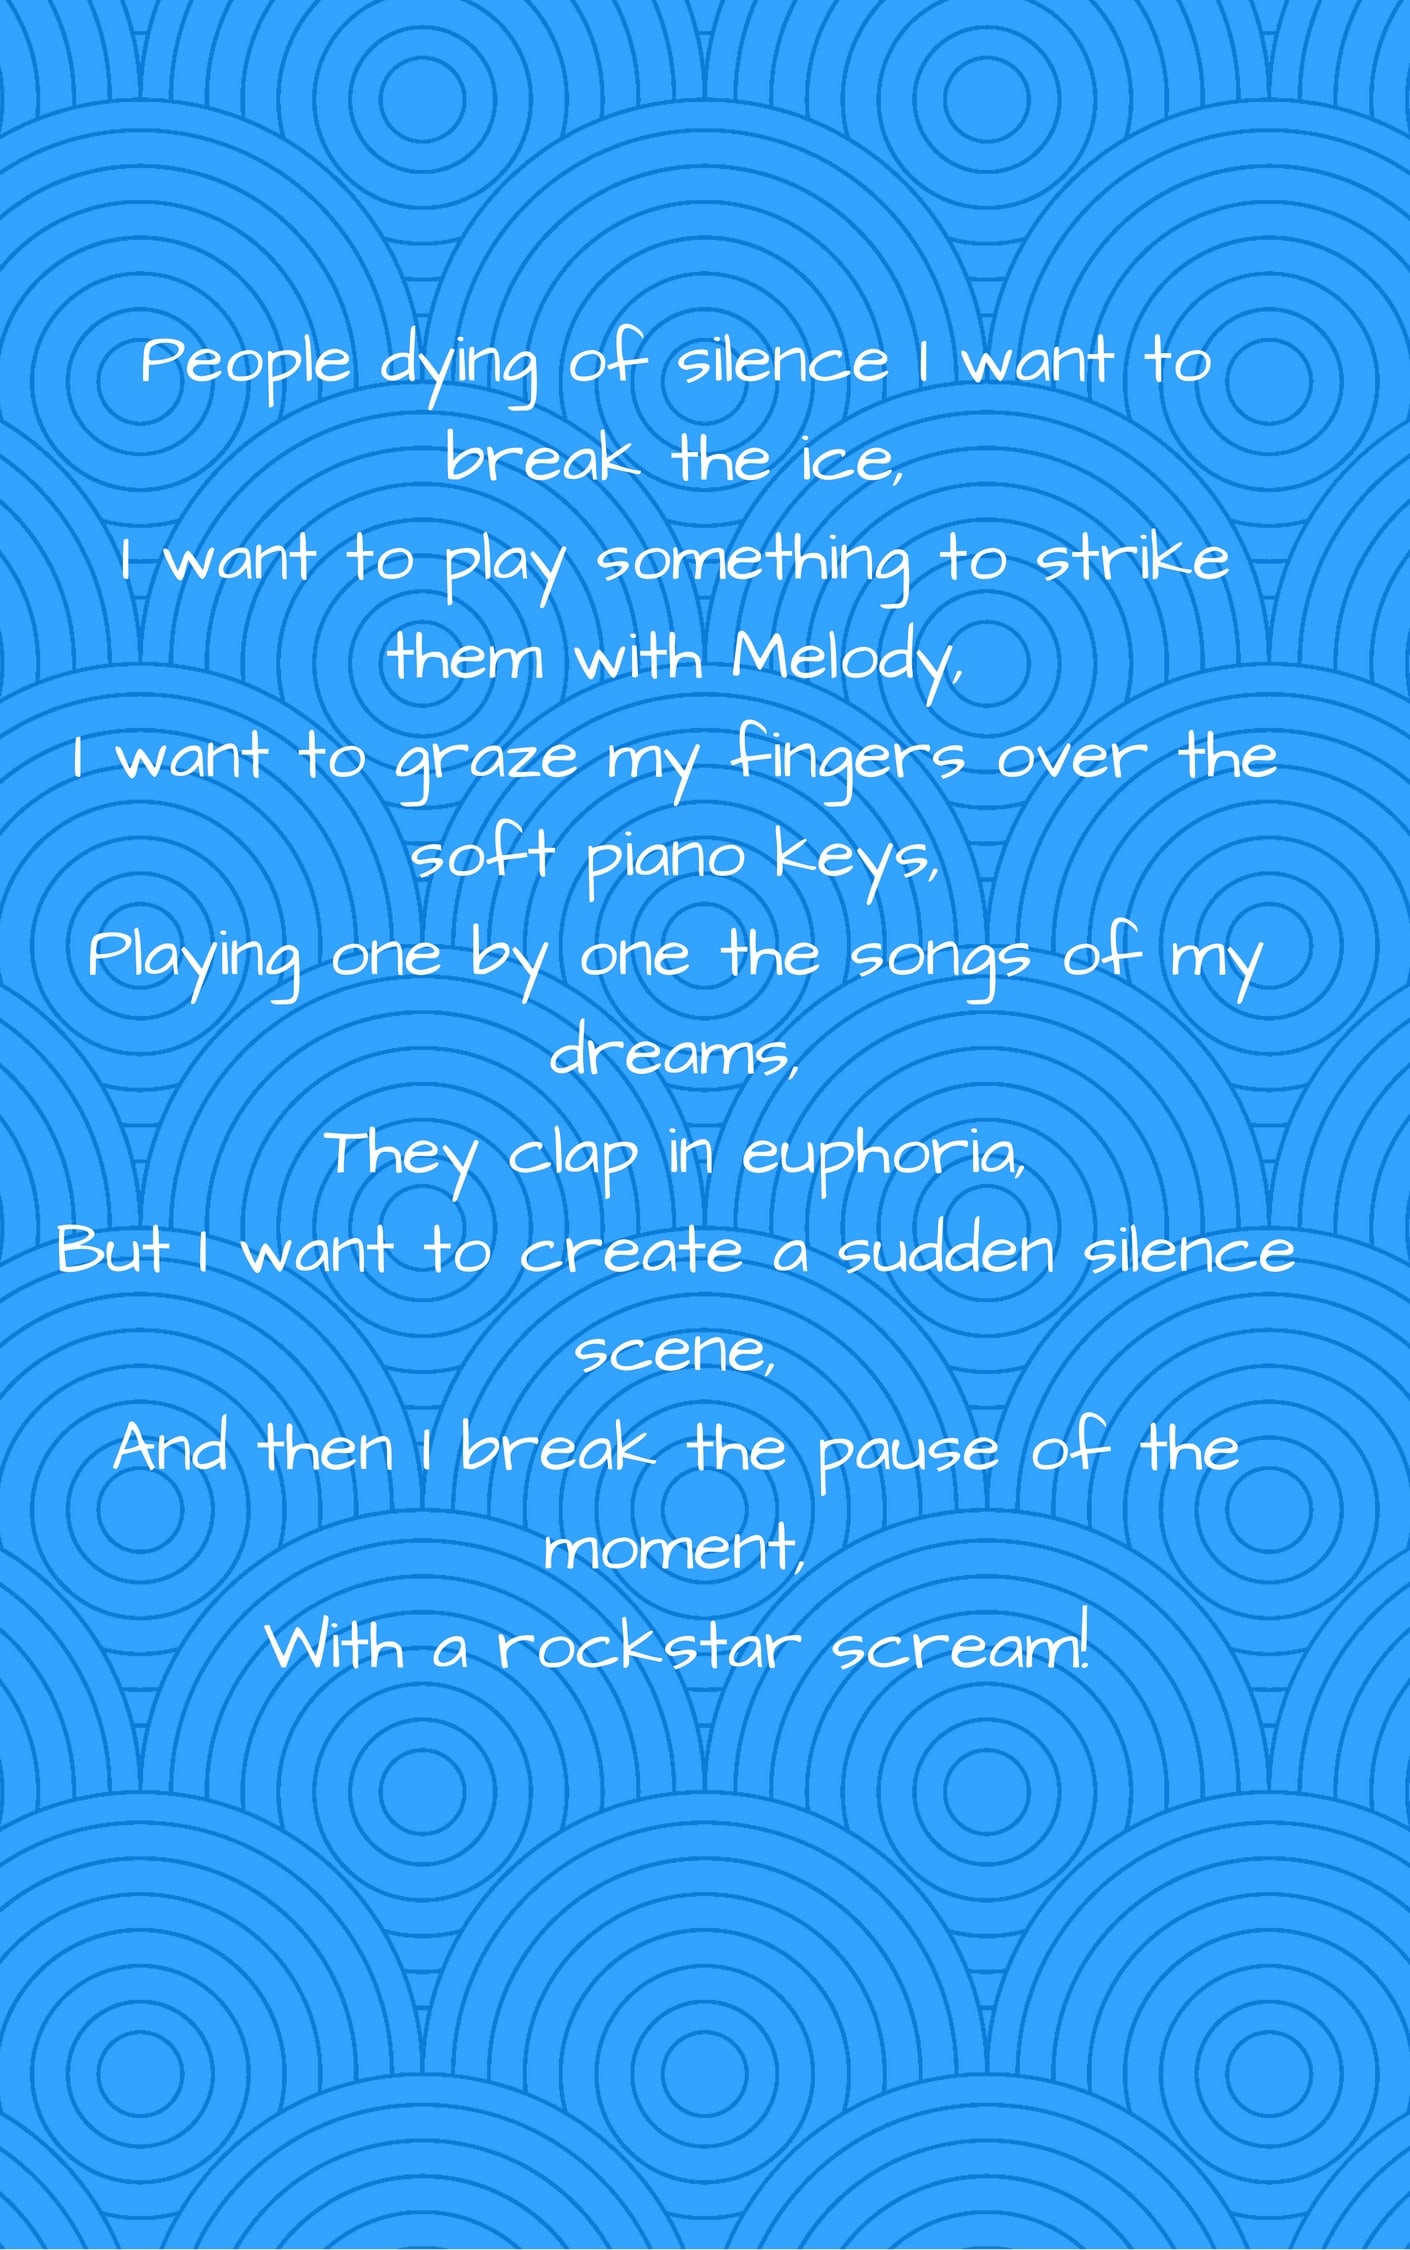 People dying of silence I want to
break the ice,
I want to play something to strike
them with Melody,
I want to graze my fingers over the
soft piano keys,
Playing one by one the songs of my
dreams,
They clap in euphoria,
But I want to create a sudden silence
scene,
And then I break the pause of the
moment,
With a rockstar scream!